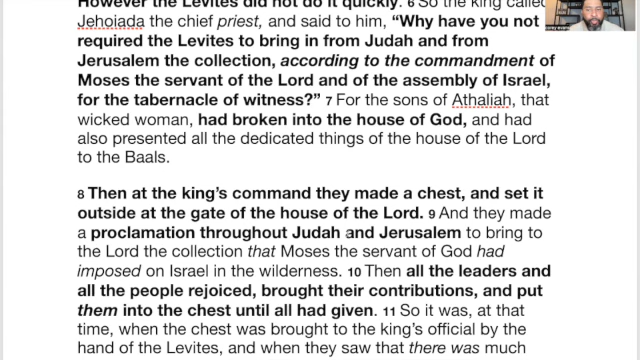 However the Levites did not do it quickly. 6 So the king called
Jehoiada the chief priest, and said to him, “Why have you not
required the Levites to bring in from Judah and from
Jerusalem the collection, according to the commandment of
Moses the servant of the Lord and of the assembly of Israel,
for the tabernacle of witness?” 7 For the sons of Athaliah, that
wicked woman, had broken into the house of God, and had
also presented all the dedicated things of the house of the Lord
to the Baals.
8 Then at the king’s command they made a chest, and set it
outside at the gate of the house of the Lord. 9 And they made
a proclamation throughout Judah and Jerusalem to bring to
the Lord the collection that Moses the servant of God had
imposed on Israel in the wilderness. 10 Then all the leaders and
all the people rejoiced, brought their contributions, and put
them into the chest until all had given. 11 So it was, at that
time, when the chest was brought to the king’s official by the
hand of the Levites, and when they saw that there was much